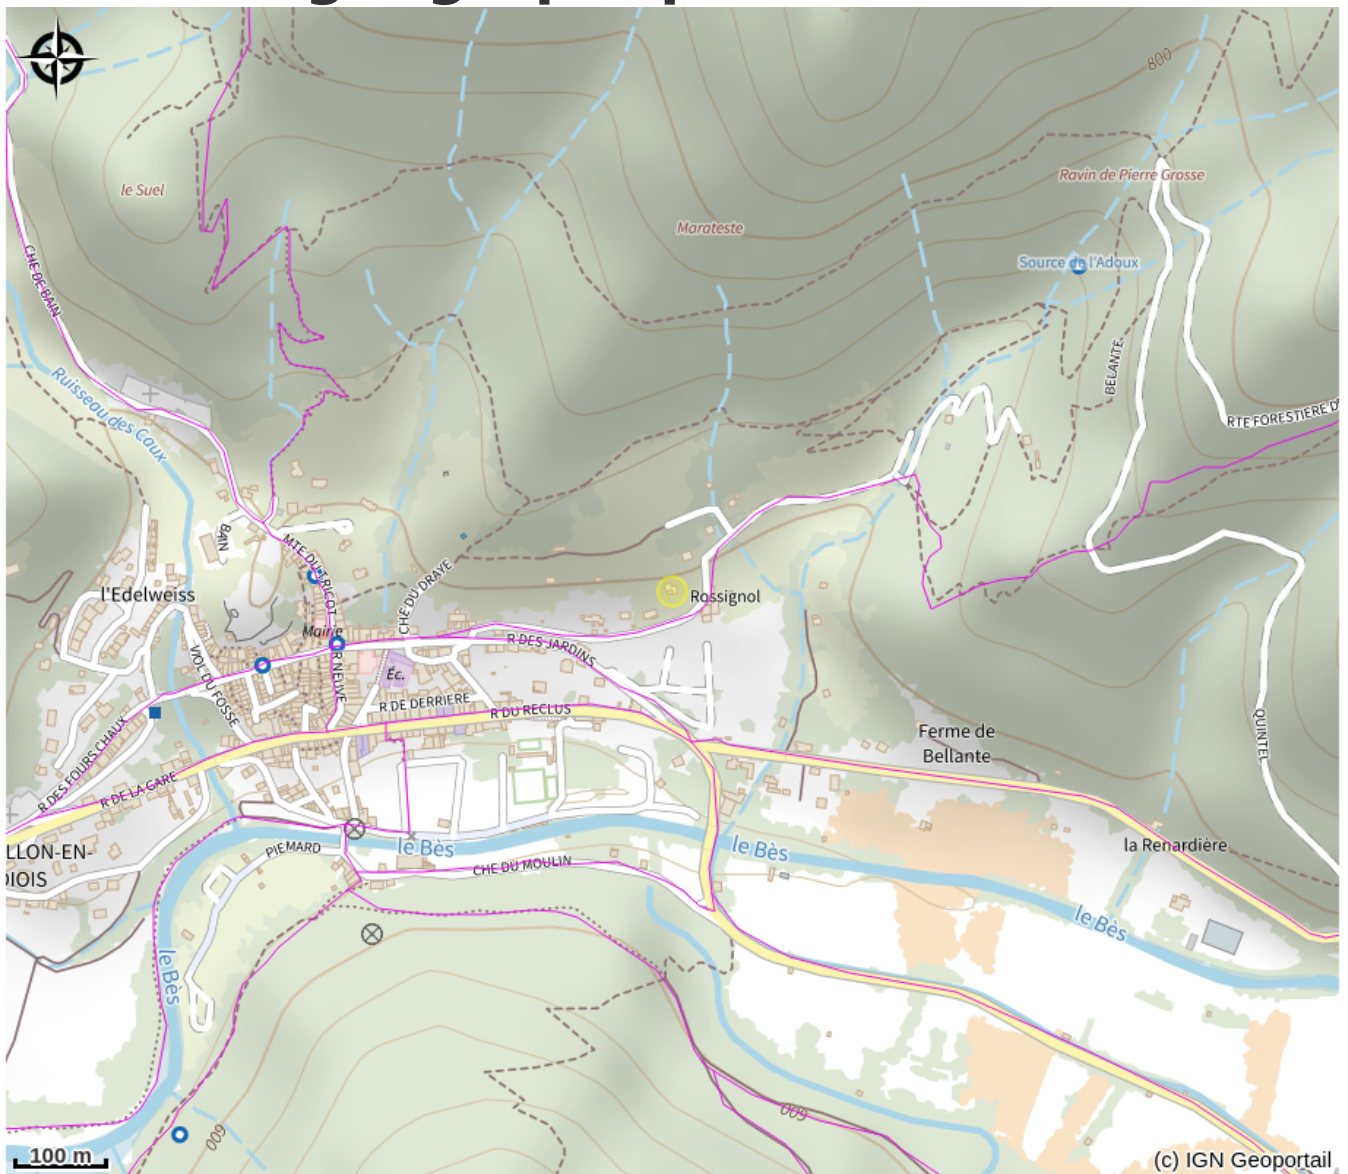 800
Ravin de Pierre Grosse
le Suel
Marateste
Source de l'Adoux
CHE DE BAIN
BELANTE
Ruisseau des Caux
RTE FORESTIERE D
BAIN
MTE DU TRICOT
CHE DU DRAYE
l'Edelweiss
Rossignol
Mairie
R DES JARDINS
VIOL DU FOSSE
R NEUVE
Éc.
R DE DERRIERE
R DU RECLUS
QUINTEL
Ferme de
Bellante
R DES FOURS CHAUX
R DE LA GARE
LLON-EN-
DIOIS
PIEMARD
le Bès
CHE DU MOULIN
le Bès
la Renardière
le Bès
le Bès
600
600
100 m
(c) IGN Geoportail